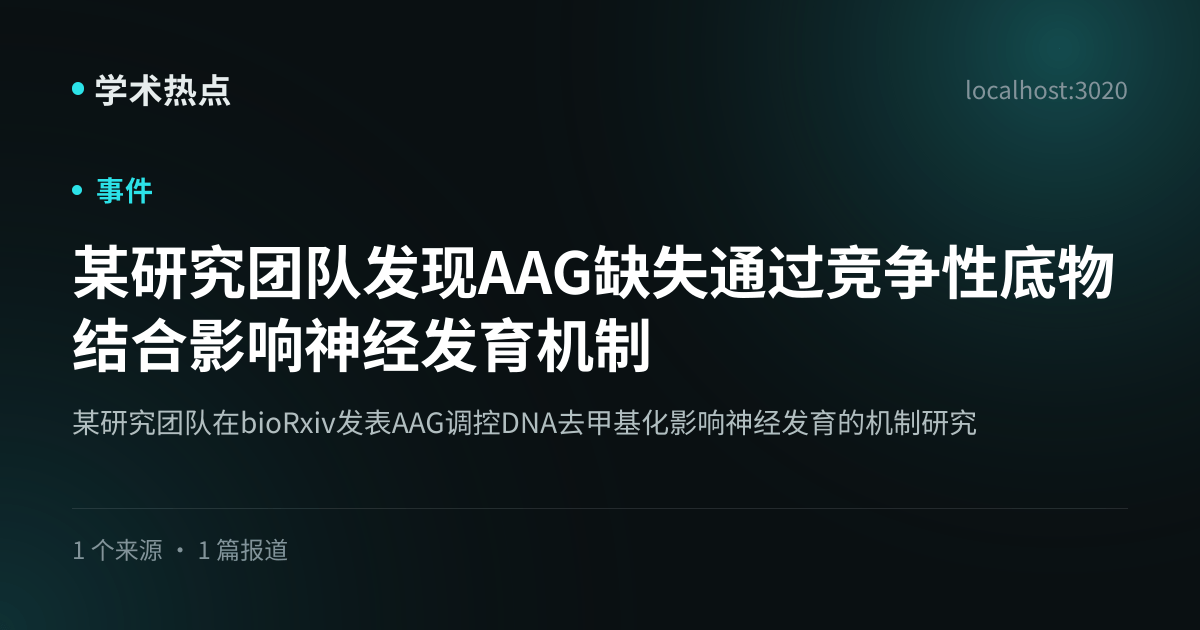 学术热点
localhost:3020
事件
某研究团队发现AAG缺失通过竞争性底物
结合影响神经发育机制
某研究团队在bioRxiv发表AAG调控DNA去甲基化影响神经发育的机制研究
1 个来源 · 1 篇报道